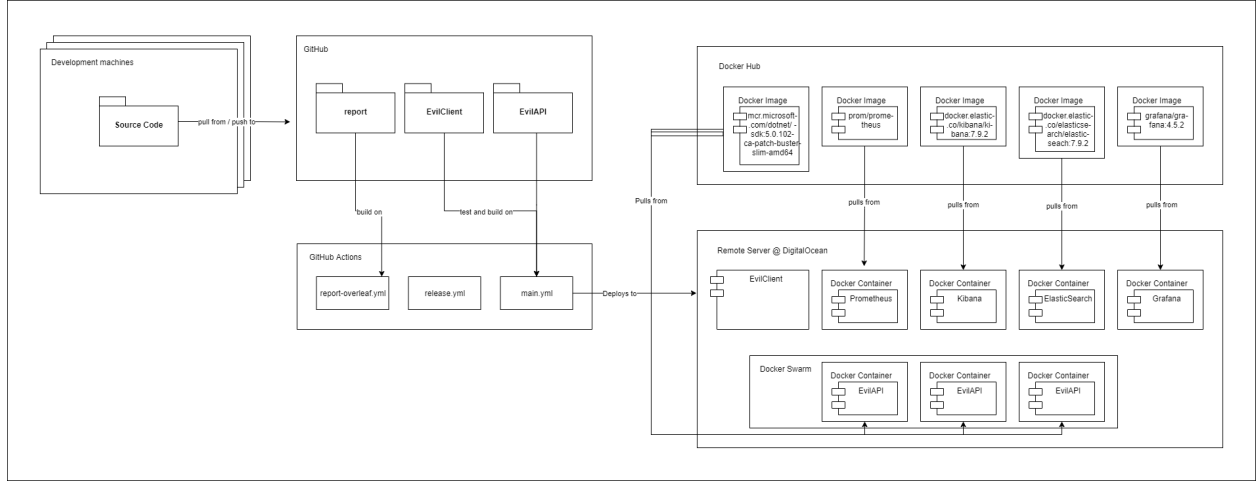 Development machines
Source Code
pull from / push to
GitHub
report
EvilClient
EvilAPI
build on
test and build on
GitHub Actions
report-overleaf.yml
release.yml
main.yml
Deploys to
Docker Hub
Docker Image
mcr.microsoft-
.com/dotnet/ -
sdk:5.0.102-
ca-patch-buster-
slim-amd64
Docker Image
prom/prome-
theus
Docker Image
docker.elastic-
.co/kibana/ki-
bana:7.9.2
Docker Image
docker.elastic-
.co/elasticse-
arch/elastic-
seach:7.9.2
Docker Image
grafana/gra-
fana:4.5.2
Pulls from
pulls from
pulls from
pulls from
pulls from
Remote Server @ DigitalOcean
EvilClient
Docker Container
Prometheus
Docker Container
Kibana
Docker Container
ElasticSearch
Docker Container
Grafana
Docker Swarm
Docker Container
EvilAPI
Docker Container
EvilAPI
Docker Container
EvilAPI